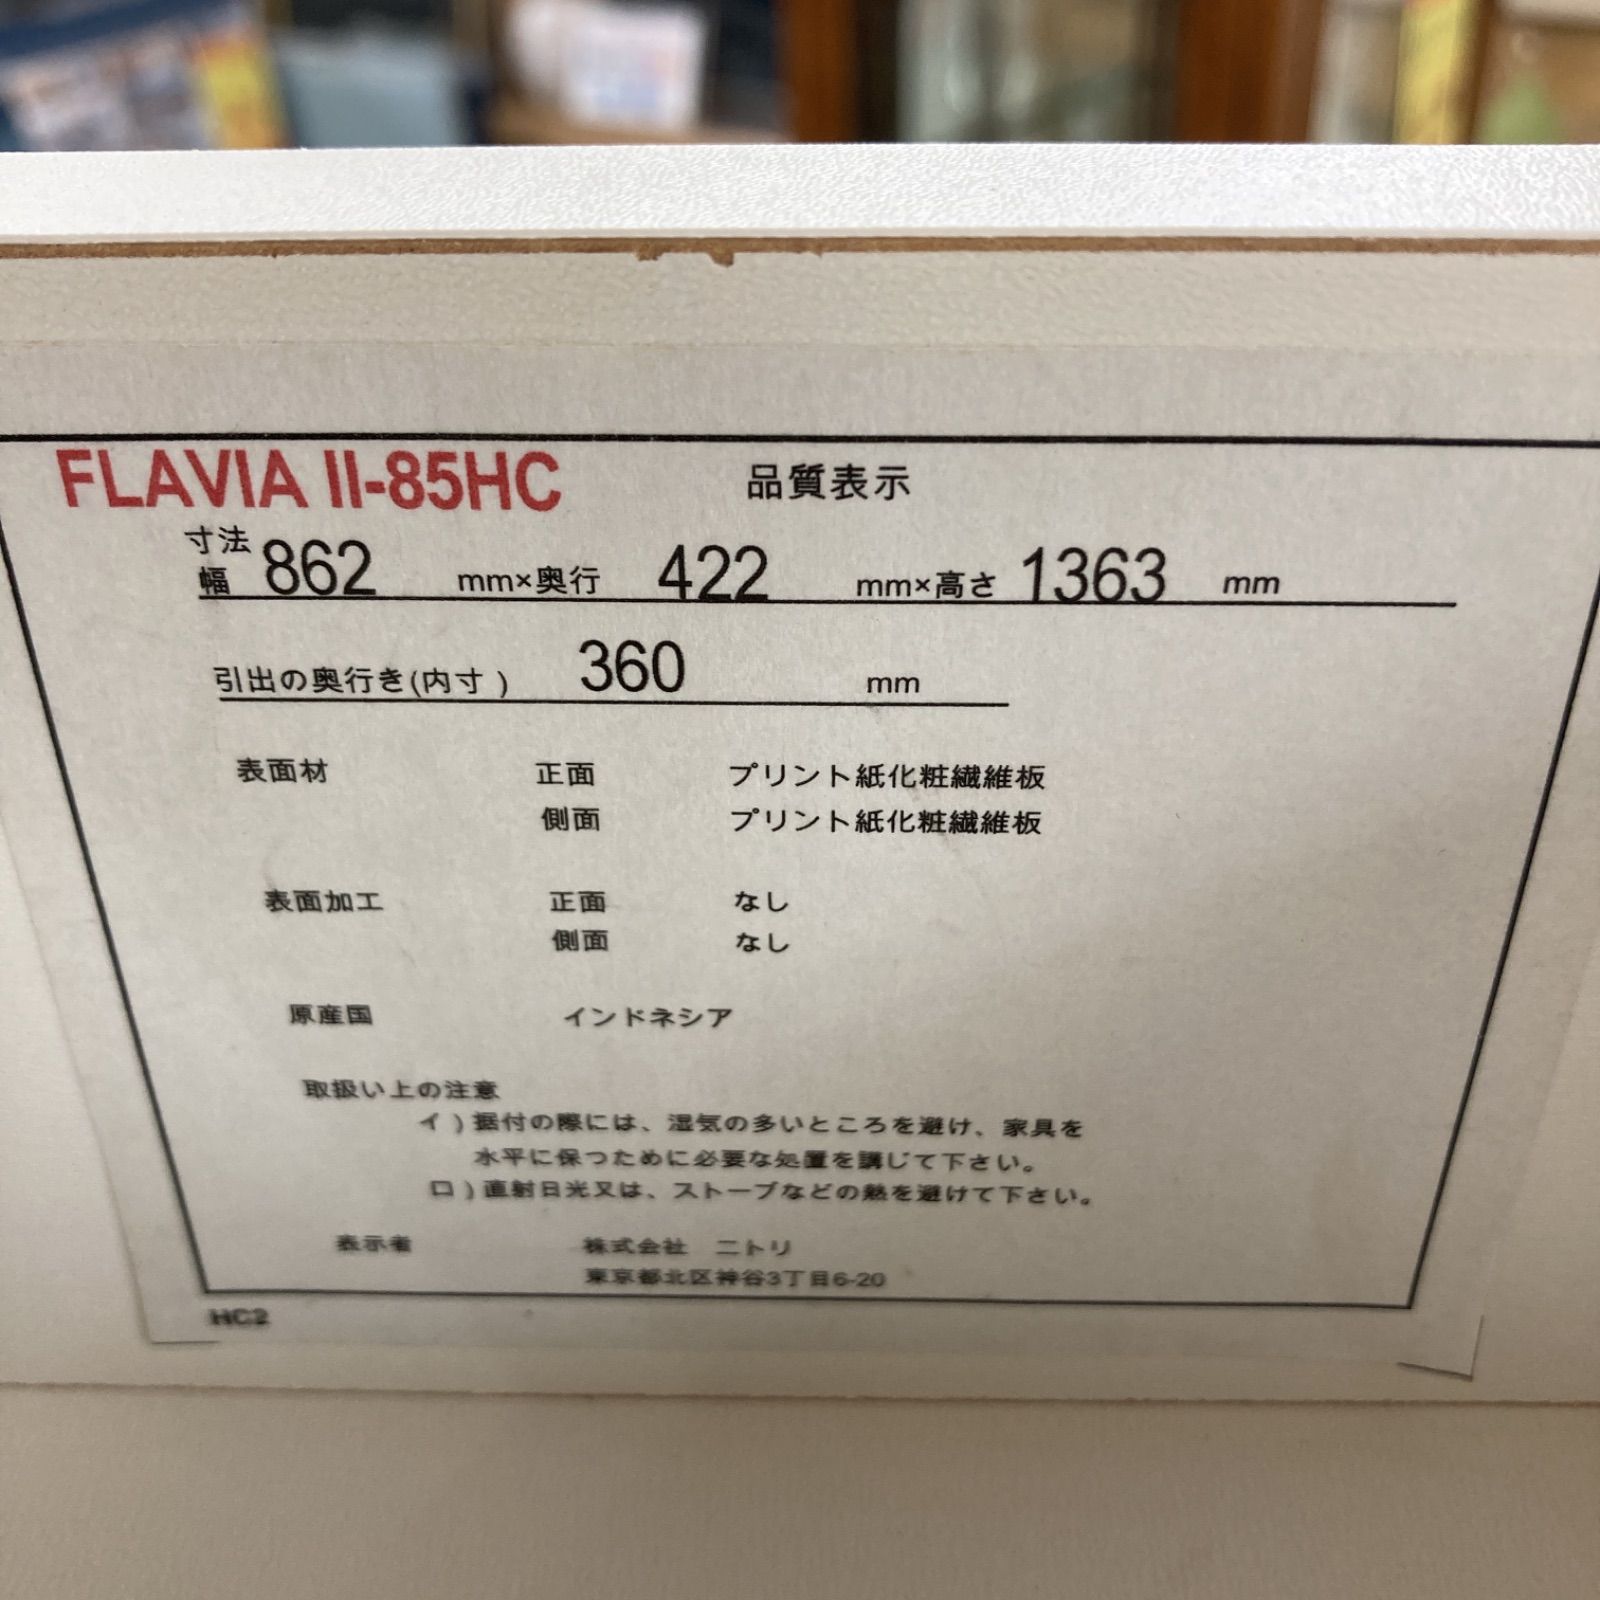 FLAVIA II-85HC 品質表示
寸法
幅 862 mm×奥行 422 mm×高さ 1363 mm
引出の奥行き(内寸) 360 mm
表面材 正面 プリント紙化粧繊維板
側面 プリント紙化粧繊維板
表面加工 正面 なし
側面 なし
原産国 インドネシア
取扱い上の注意
イ)据付の際には、湿気の多いところを避け、家具を
水平に保つために必要な処置を講じて下さい。
ロ)直射日光又は、ストーブなどの熱を避けて下さい。
表示者 株式会社 ニトリ
東京都北区神谷3丁目6-20
HC2